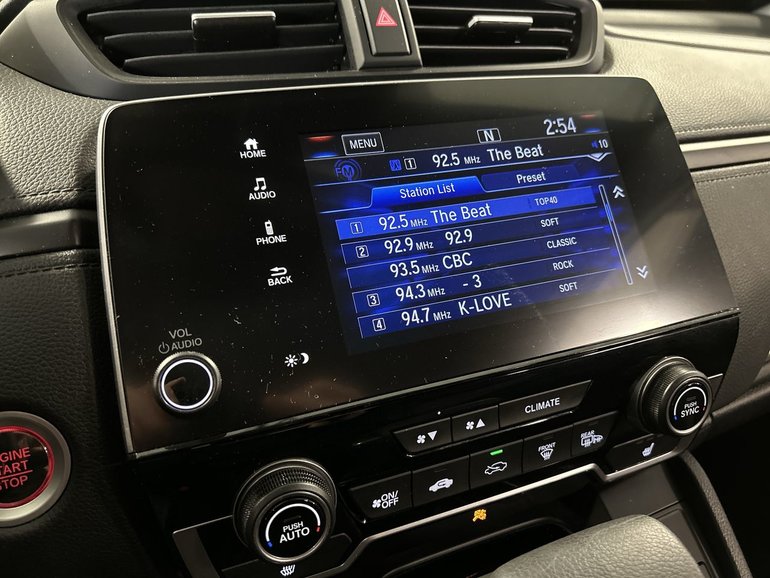 HOME
AUDIO
PHONE
BACK
VOL
AUDIO
MENU
N
2:54
FM
1 92.5 MHz The Beat
10
Station List
Preset
1 92.5 MHz The Beat TOP40
2 92.9 MHz 92.9 SOFT
93.5 MHz CBC CLASSIC
3 94.3 MHz - 3 ROCK
4 94.7 MHz K-LOVE SOFT
CLIMATE
ON/
OFF
FRONT
REAR
PUSH
SYNC
PUSH
AUTO
ENGINE
START
STOP